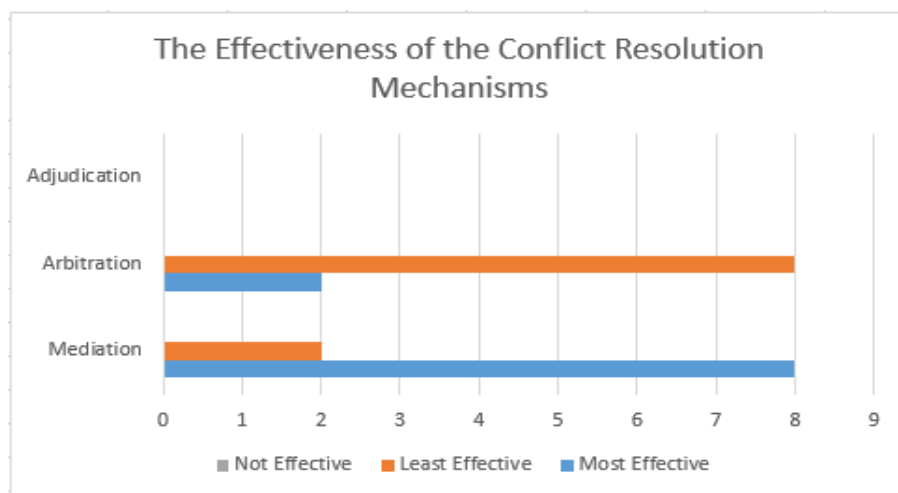 The Effectiveness of the Conflict Resolution
Mechanisms
Adjudication
Arbitration
Mediation
0 1 2 3 4 5 6 7 8 9
Not Effective Least Effective Most Effective